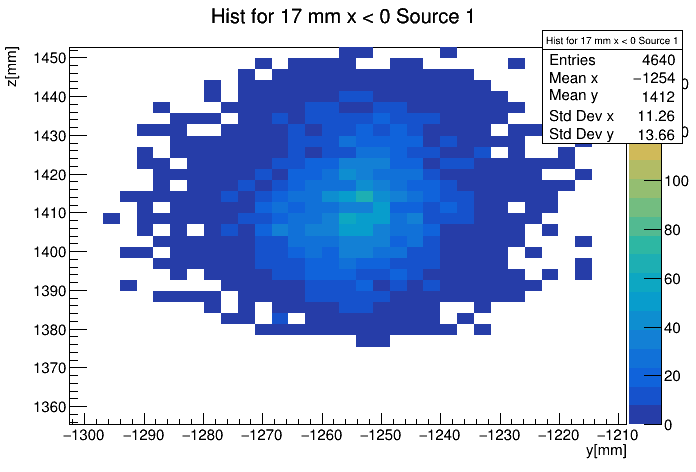 Hist for 17 mm x < 0 Source 1
Hist for 17 mm x < 0 Source 1
Entries 4640
Mean x −1254
Mean y 1412
Std Dev x 11.26
Std Dev y 13.66
z[mm]
1450
1440
1430
1420
1410
1400
1390
1380
1370
1360
100
80
60
40
20
0
−1300 −1290 −1280 −1270 −1260 −1250 −1240 −1230 −1220 −1210
y[mm]